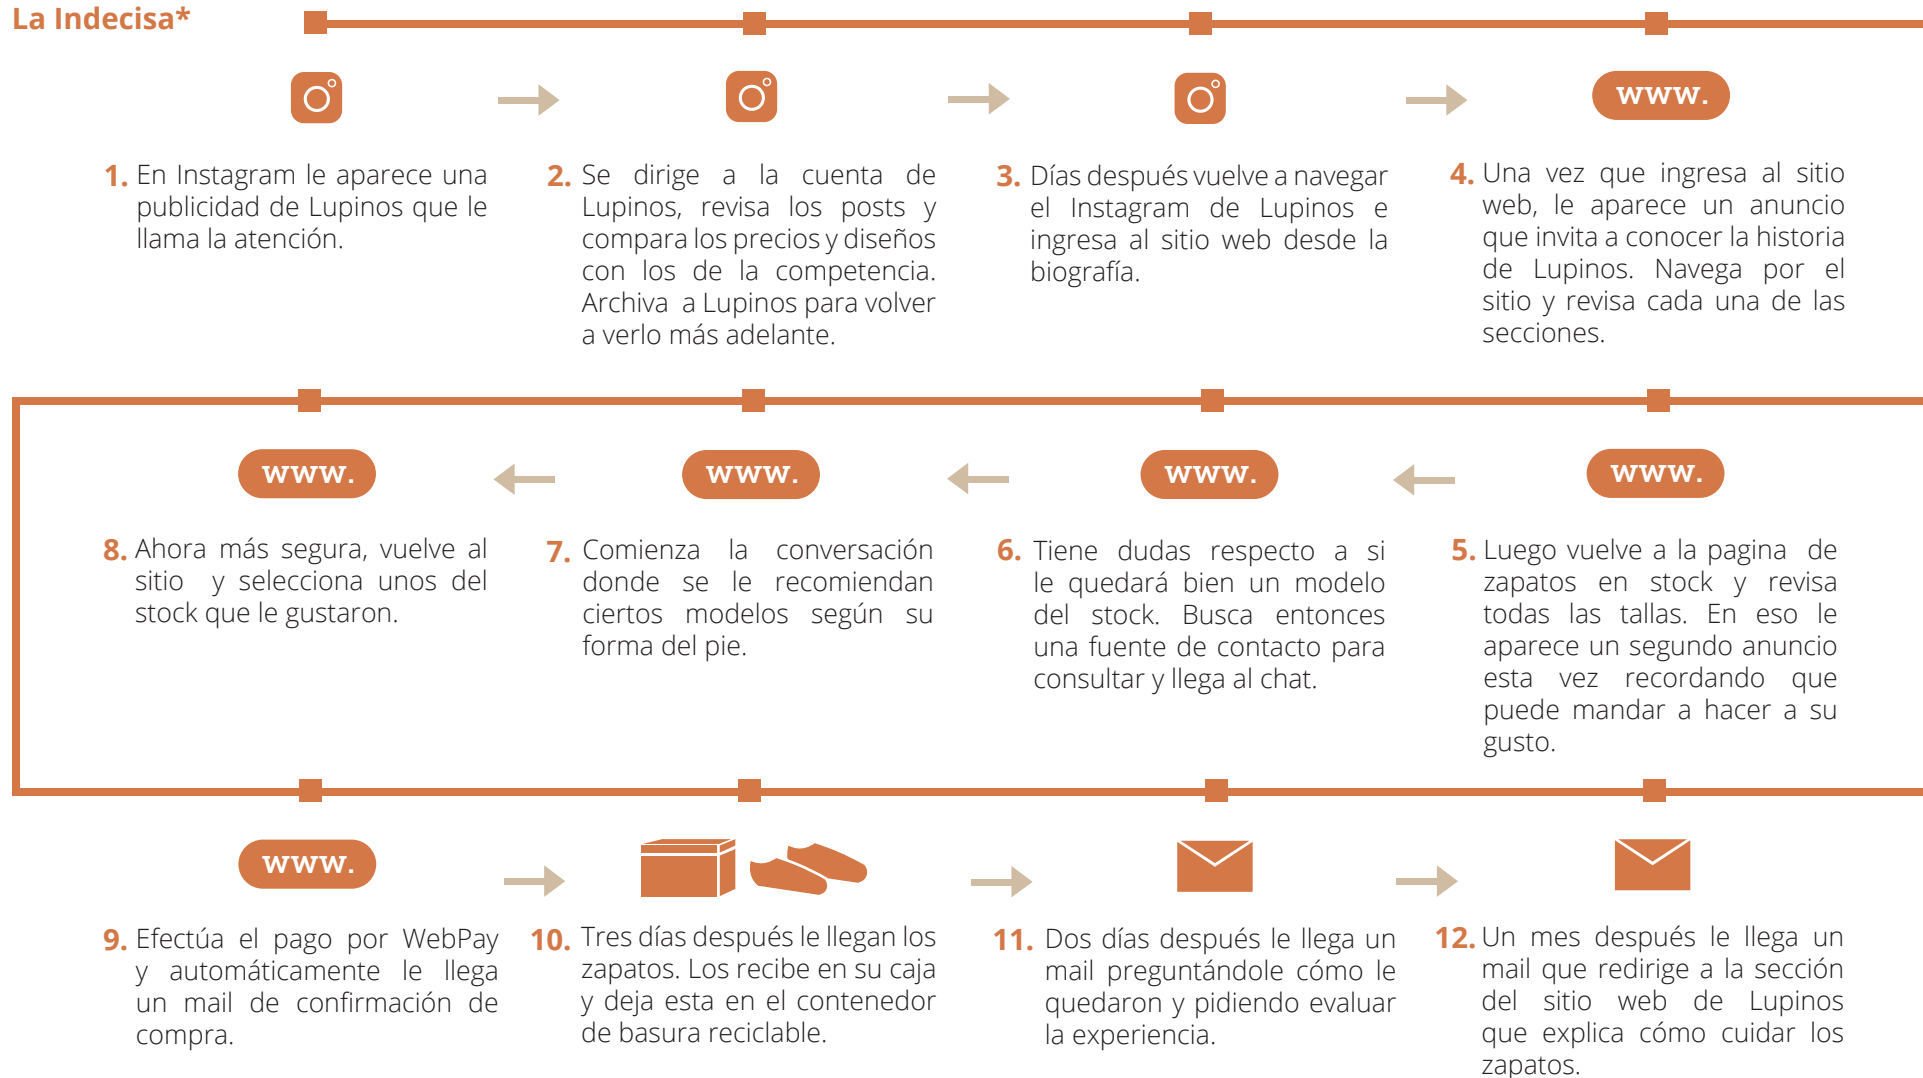 La Indecisa*
www.
1. En Instagram le aparece una
publicidad de Lupinos que le
llama la atención.
2. Se dirige a la cuenta de
Lupinos, revisa los posts y
compara los precios y diseños
con los de la competencia.
Archiva a Lupinos para volver
a verlo más adelante.
3. Días después vuelve a navegar
el Instagram de Lupinos e
ingresa al sitio web desde la
biografía.
4. Una vez que ingresa al sitio
web, le aparece un anuncio
que invita a conocer la historia
de Lupinos. Navega por el
sitio y revisa cada una de las
secciones.
www.
5. Luego vuelve a la pagina de
zapatos en stock y revisa
todas las tallas. En eso le
aparece un segundo anuncio
esta vez recordando que
puede mandar a hacer a su
gusto.
www.
6. Tiene dudas respecto a si
le quedará bien un modelo
del stock. Busca entonces
una fuente de contacto para
consultar y llega al chat.
www.
7. Comienza la conversación
donde se le recomiendan
ciertos modelos según su
forma del pie.
www.
8. Ahora más segura, vuelve al
sitio y selecciona unos del
stock que le gustaron.
www.
9. Efectúa el pago por WebPay
y automáticamente le llega
un mail de confirmación de
compra.
10. Tres días después le llegan los
zapatos. Los recibe en su caja
y deja esta en el contenedor
de basura reciclable.
11. Dos días después le llega un
mail preguntándole cómo le
quedaron y pidiendo evaluar
la experiencia.
12. Un mes después le llega un
mail que redirige a la sección
del sitio web de Lupinos
que explica cómo cuidar los
zapatos.